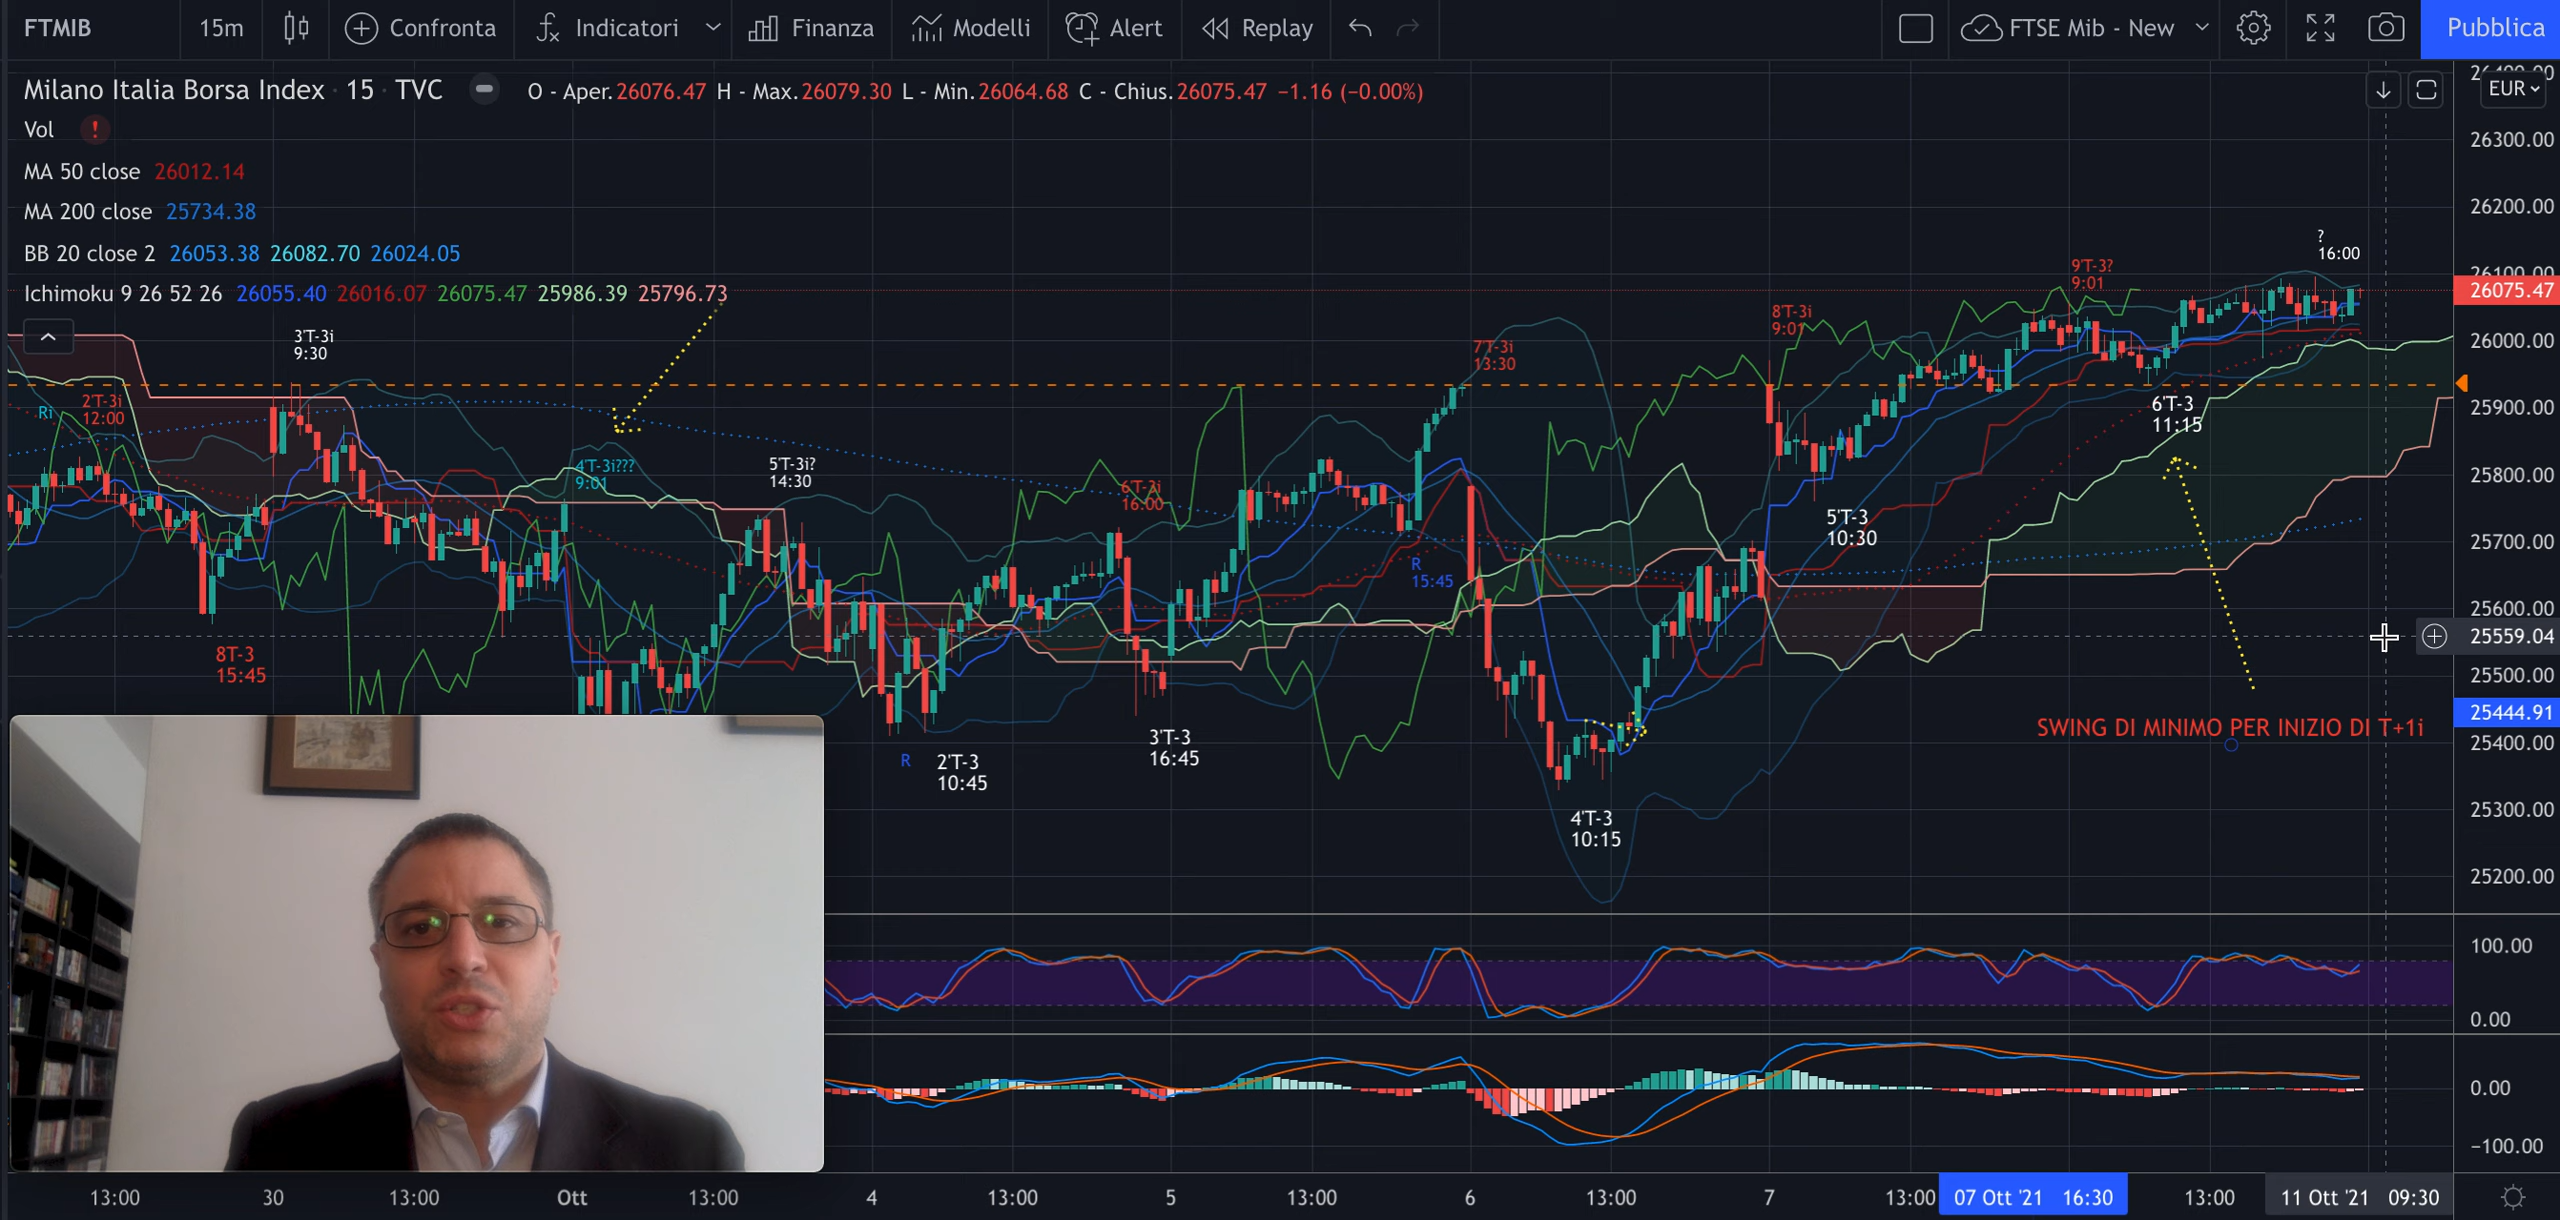 FTMIB 15m Confronta Indicatori Finanza Modelli Alert Replay FTSE Mib - New Pubblica
Milano Italia Borsa Index · 15 · TVC O - Aper.26076.47 H - Max.26079.30 L - Min.26064.68 C - Chius.26075.47 −1.16 (−0.00%)
EUR
Vol !
MA 50 close 26012.14
MA 200 close 25734.38
BB 20 close 2 26053.38 26082.70 26024.05
Ichimoku 9 26 52 26 26055.40 26016.07 26075.47 25986.39 25796.73
26400.00
26300.00
26200.00
26100.00
26075.47
26000.00
25900.00
25800.00
25700.00
25600.00
25559.04
25500.00
25444.91
25400.00
25300.00
25200.00
100.00
0.00
0.00
−100.00
?
16:00
9'T-3?
9:01
8'T-3i
9:01
3'T-3i
9:30
7'T-3i
13:30
Ri
2'T-3i
12:00
6'T-3
11:15
4'T-3i???
9:01
5'T-3i?
14:30
6'T-3i
16:00
5'T-3
10:30
R
15:45
8T-3
15:45
SWING DI MINIMO PER INIZIO DI T+1i
3'T-3
16:45
R
2'T-3
10:45
4'T-3
10:15
13:00 30 13:00 Ott 13:00 4 13:00 5 13:00 6 13:00 7 13:00 07 Ott '21 16:30 13:00 11 Ott '21 09:30